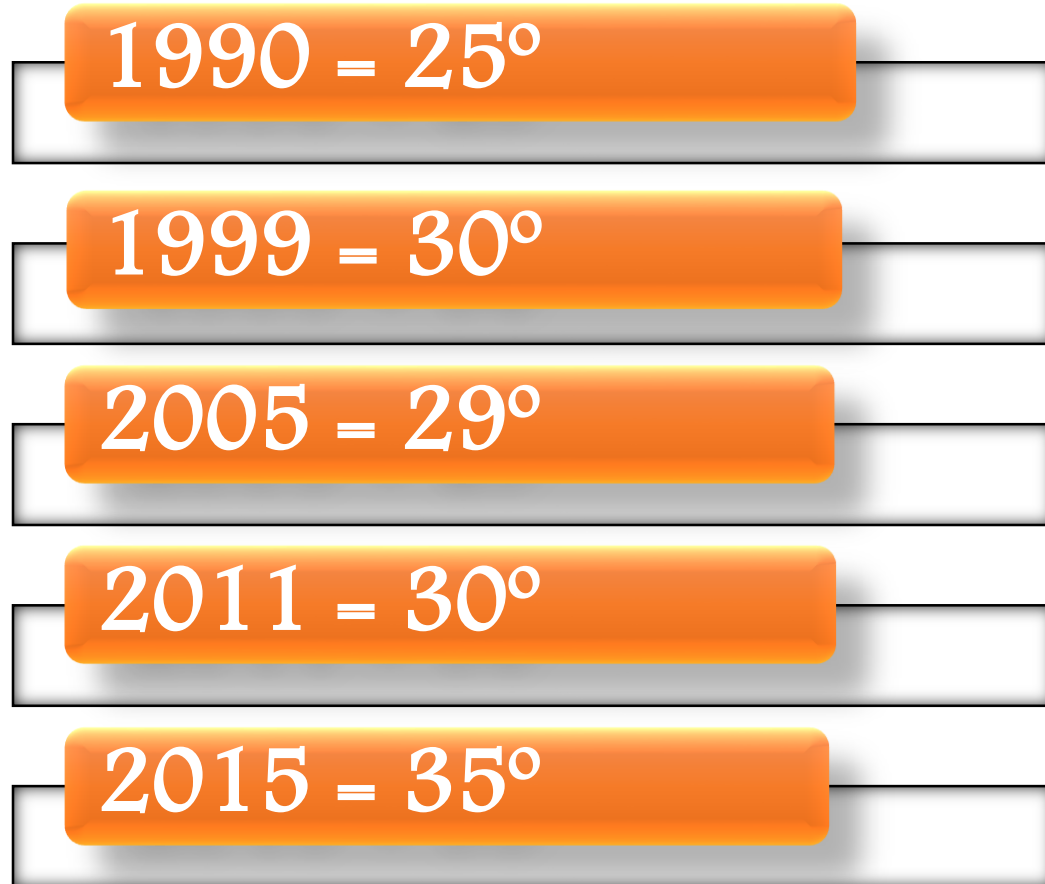 1990 = 25º
1999 = 30º
2005 = 29º
2011 = 30º
2015 = 35º